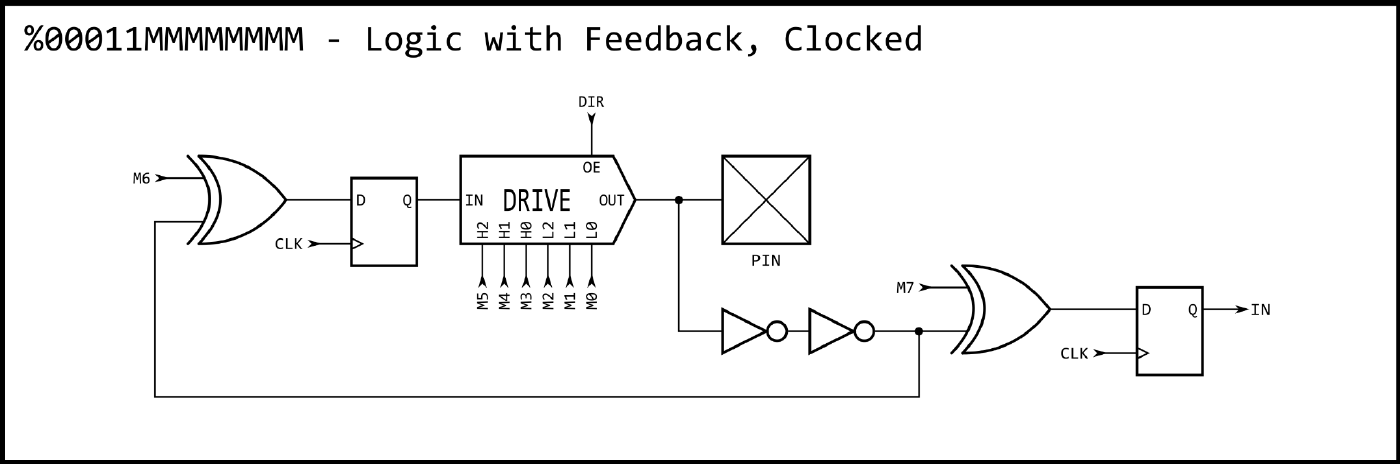 %00011MMMMMMMM - Logic with Feedback, Clocked
DIR
OE
M6
D Q
IN DRIVE OUT
H2 H1 H0 L2 L1 L0
CLK
PIN
M5 M4 M3 M2 M1 M0
M7
D Q
IN
CLK